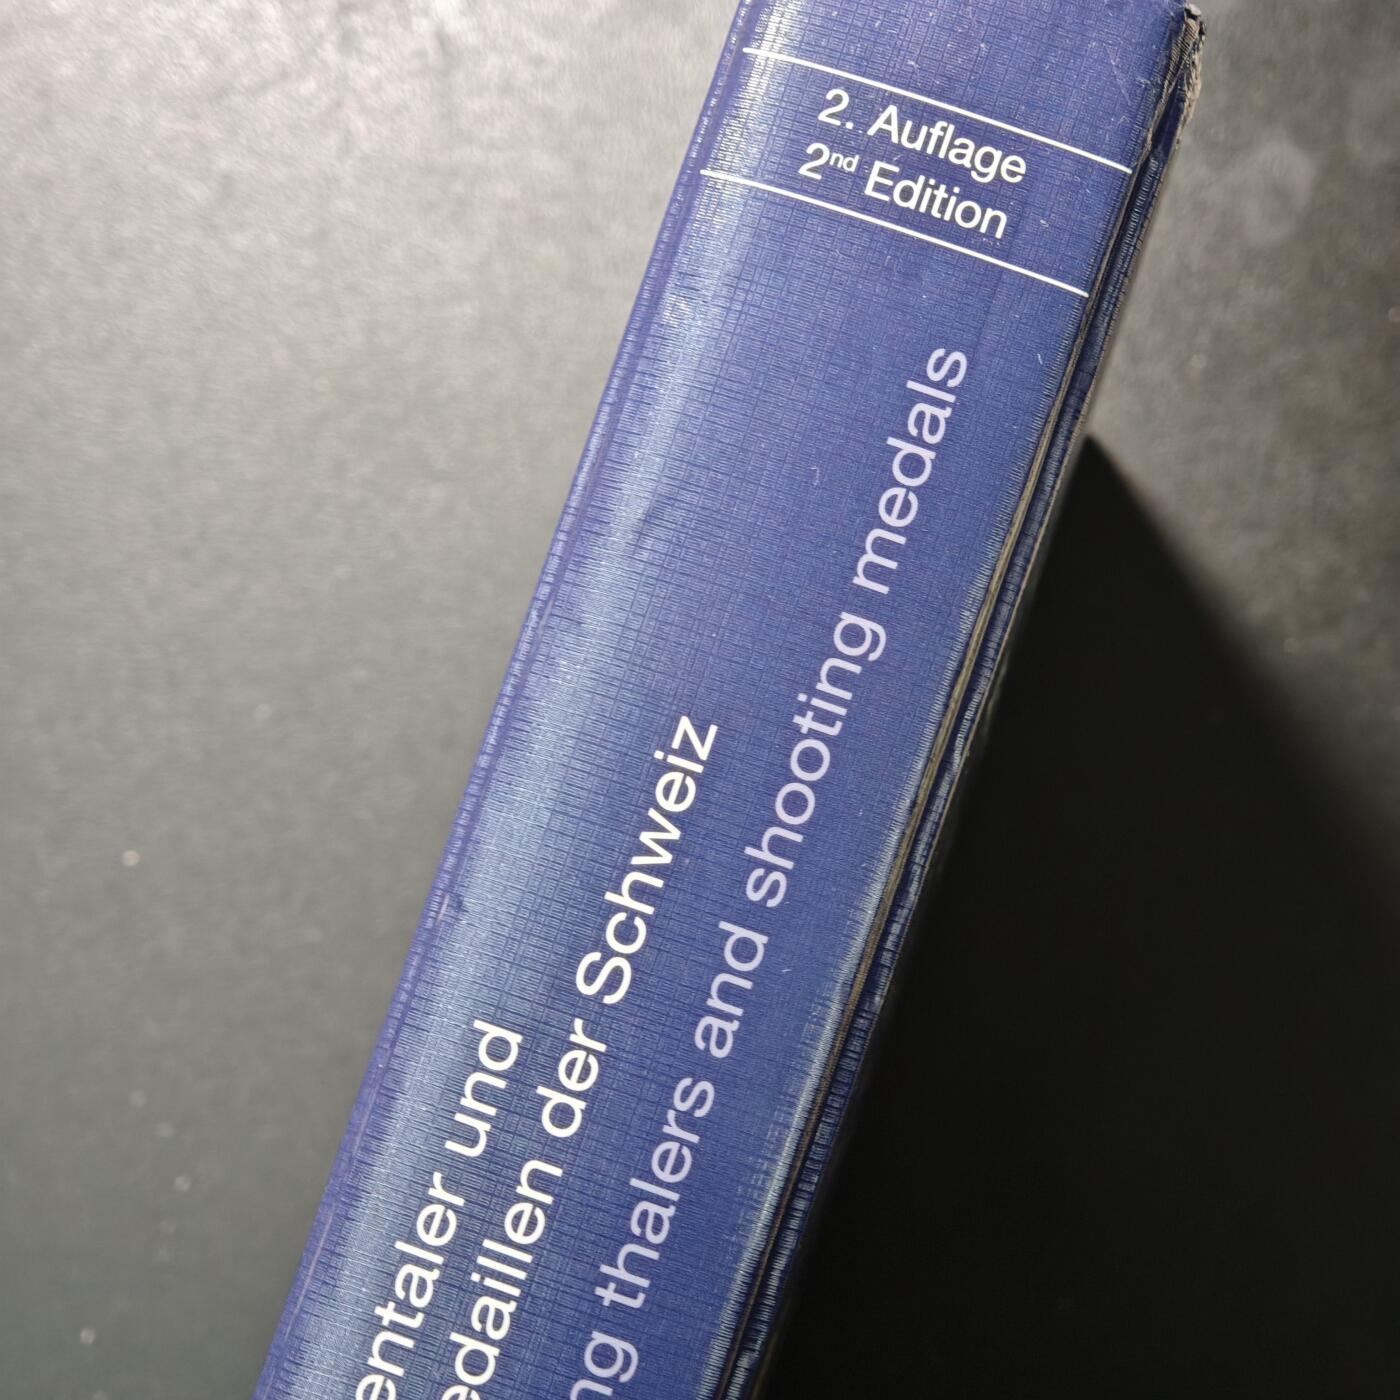 2. Auflage
2nd Edition
entaler und
edaillen der Schweiz
ng thalers and shooting medals